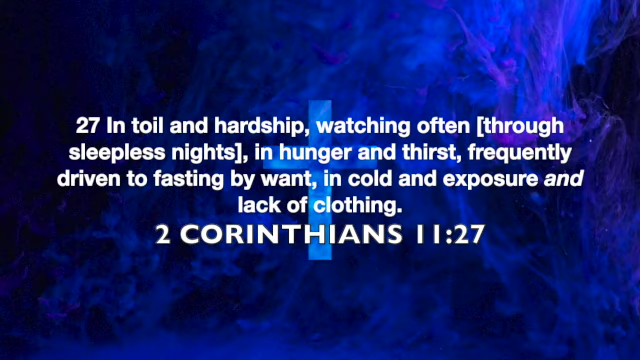 27 In toil and hardship, watching often [through
sleepless nights], in hunger and thirst, frequently
driven to fasting by want, in cold and exposure and
lack of clothing.
2 CORINTHIANS 11:27